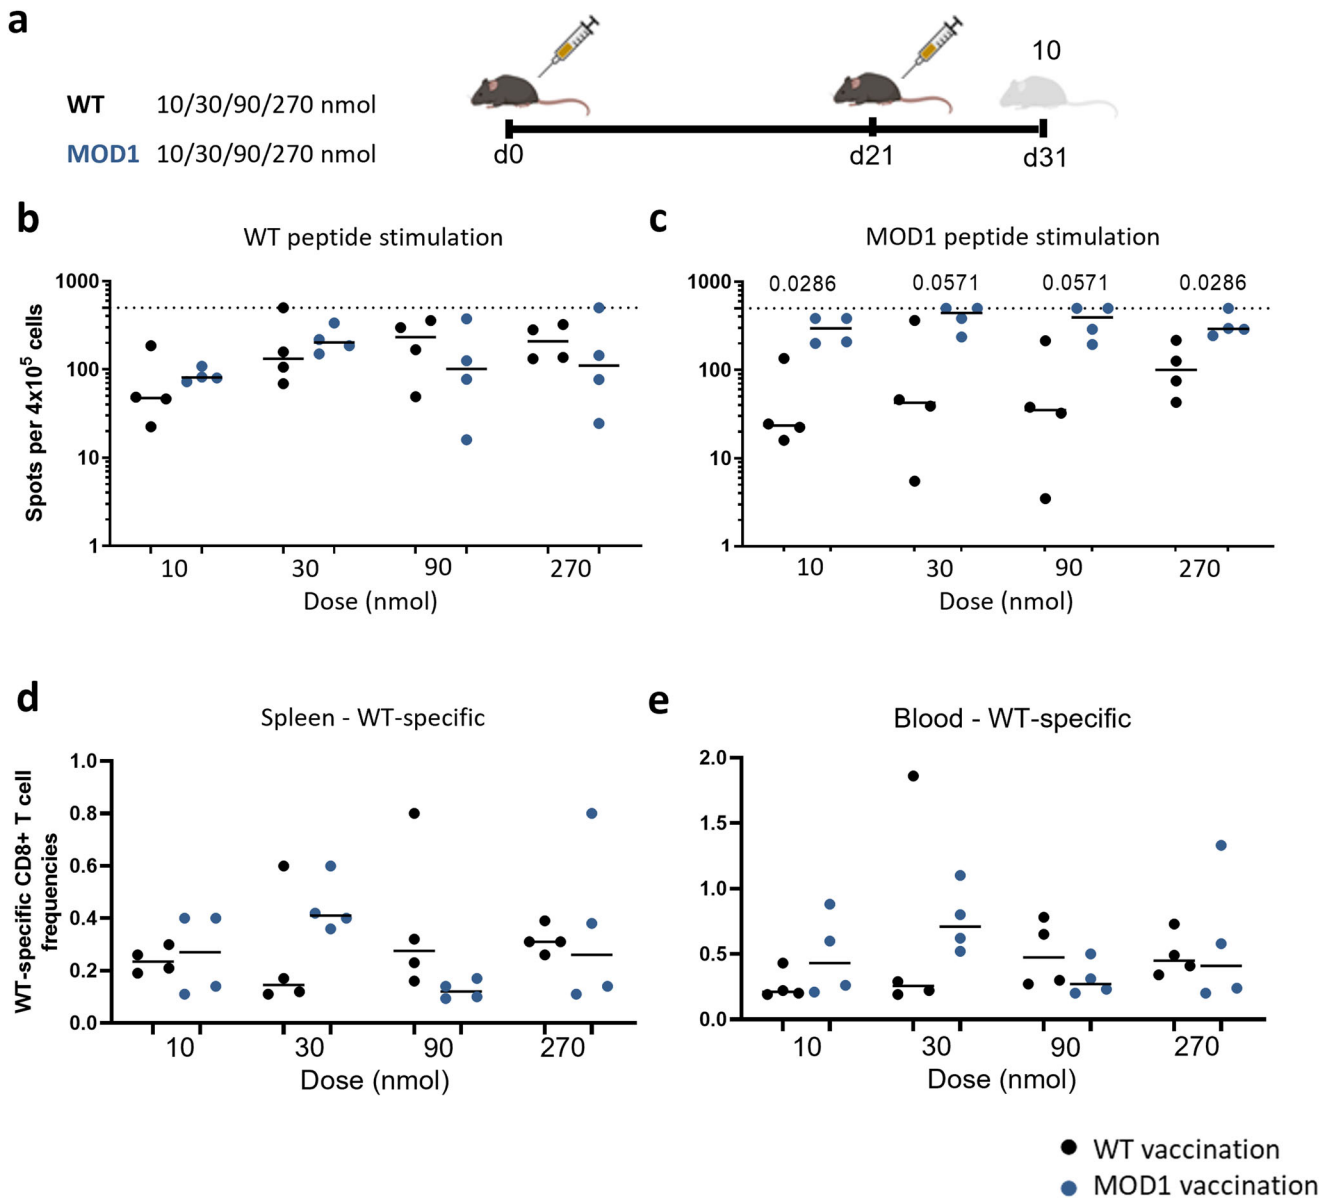 a
10
WT 10/30/90/270 nmol
MOD1 10/30/90/270 nmol
d0 d21 d31
b
WT peptide stimulation
Spots per 4x10⁵ cells
1000
100
10
1
10 30 90 270
Dose (nmol)
c
MOD1 peptide stimulation
1000
100
10
1
0.0286 0.0571 0.0571 0.0286
10 30 90 270
Dose (nmol)
d
Spleen - WT-specific
WT-specific CD8+ T cell
frequencies
1.0
0.8
0.6
0.4
0.2
0.0
10 30 90 270
Dose (nmol)
e
Blood - WT-specific
2.0
1.5
1.0
0.5
0.0
10 30 90 270
Dose (nmol)
WT vaccination
MOD1 vaccination